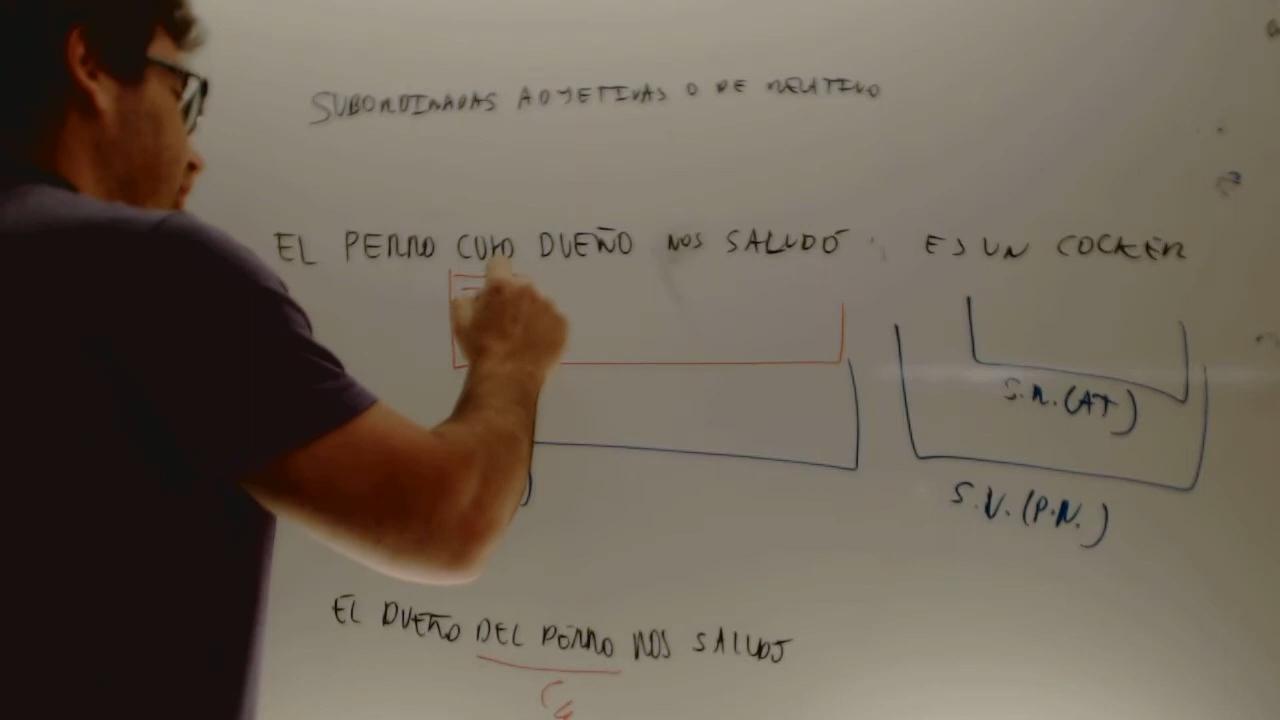 SUBORDINADAS ADJETIVAS O DE RELATIVO
EL PERRO CUYO DUEÑO NOS SALUDÓ ES UN COCKER
S.N.(AT)
S.V.(P.N.)
EL DUEÑO DEL PERRO NOS SALUDÓ